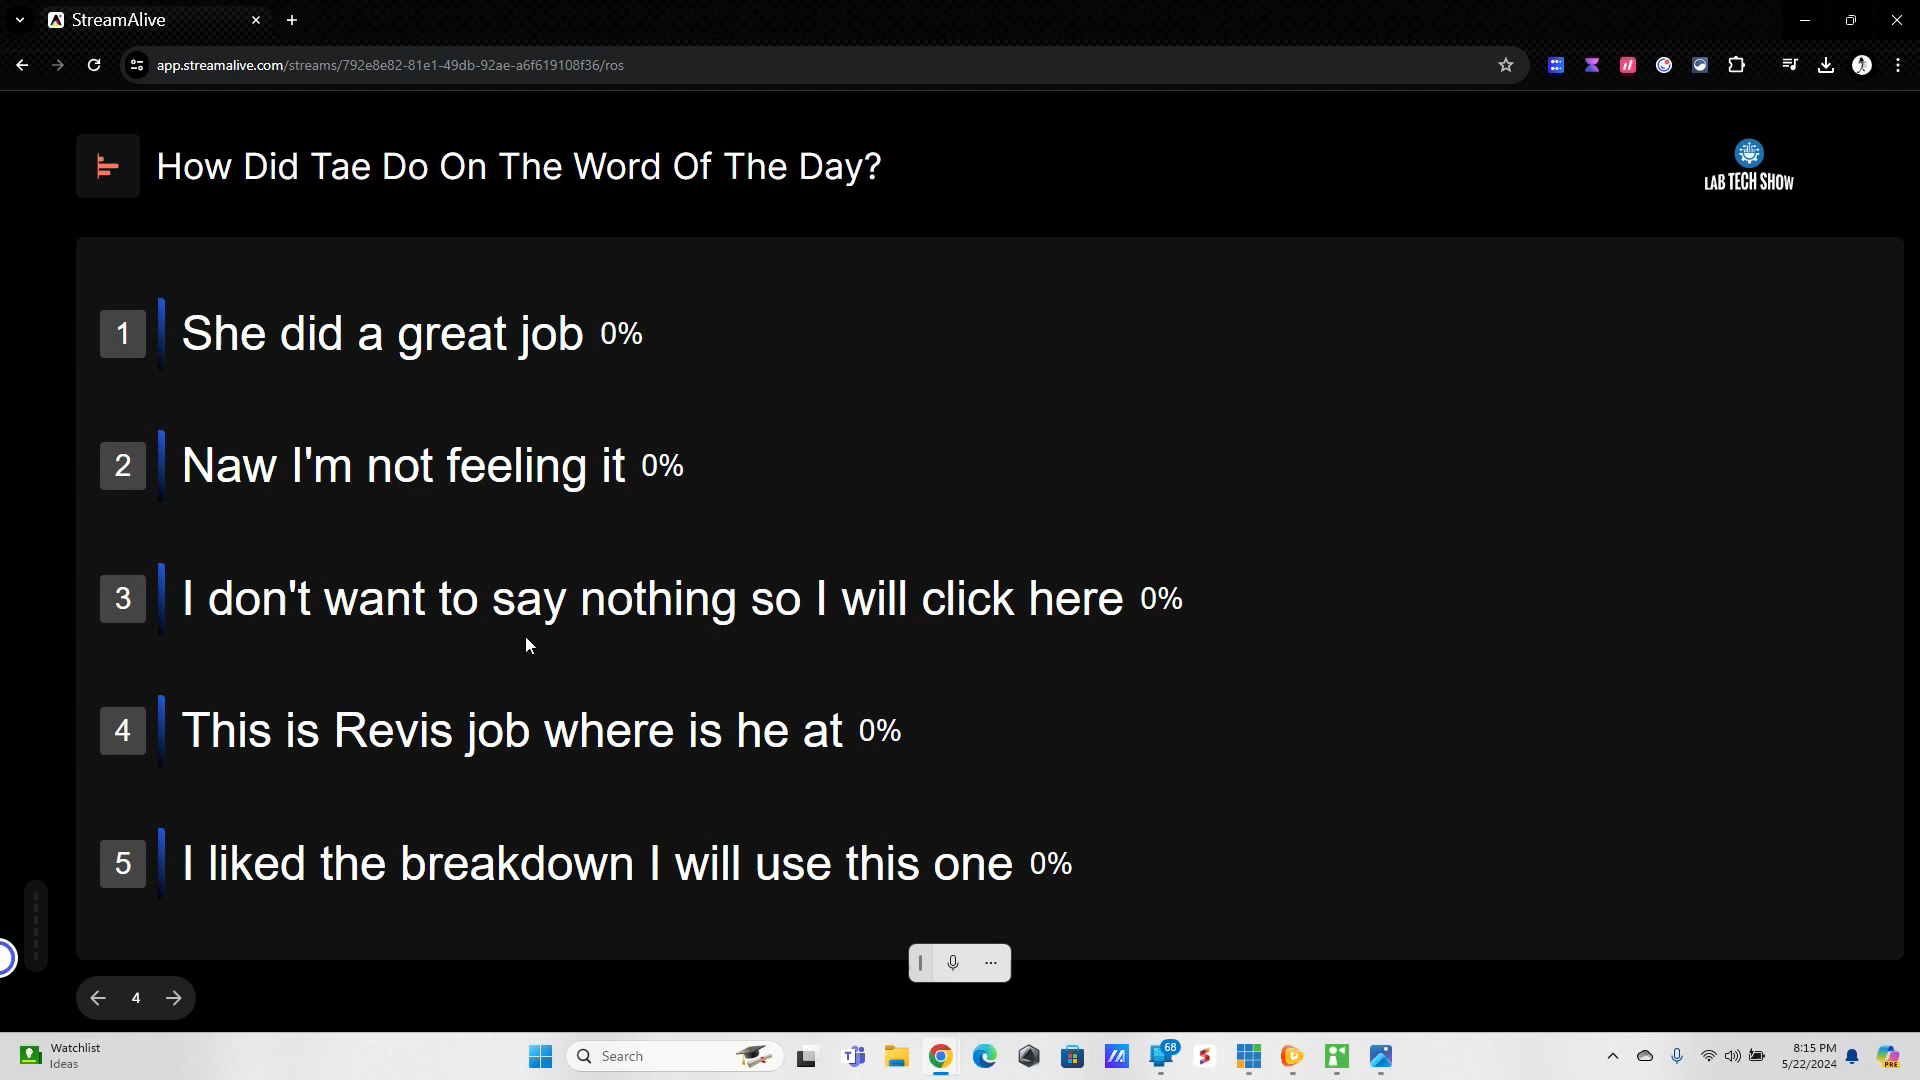 StreamAlive
app.streamalive.com/streams/792e8e82-81e1-49db-92ae-a6f619108f36/ros
How Did Tae Do On The Word Of The Day?
LAB TECH SHOW
1 She did a great job 0%
2 Naw I'm not feeling it 0%
3 I don't want to say nothing so I will click here 0%
4 This is Revis job where is he at 0%
5 I liked the breakdown I will use this one 0%
4
Watchlist
Ideas
Search
68
8:15 PM
5/22/2024
PRE